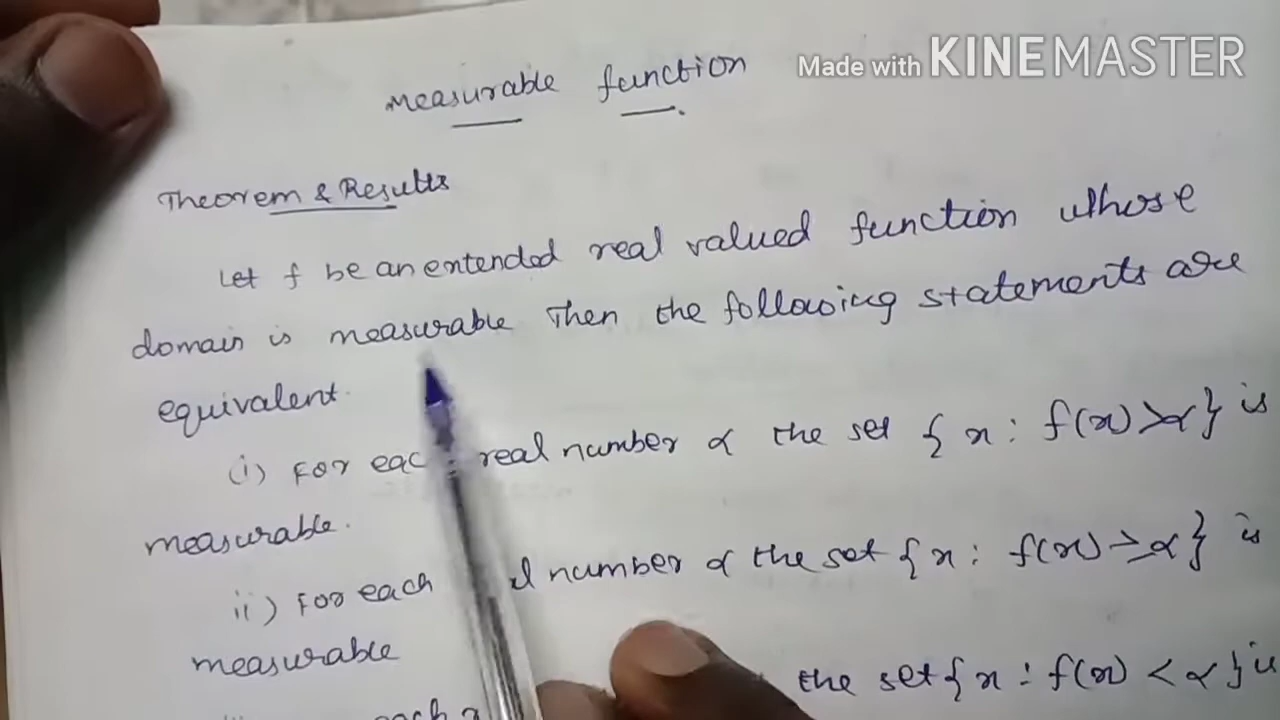 Made with KINEMASTER
Measurable function
Theorem & Results
Let f be an extended real valued function whose
domain is measurable Then the following statements are
equivalent.
(i) For each real number α the set { x : f(x) > α } is
measurable.
ii) For each number α the set { x : f(x) ≥ α } is
measurable
the set { x : f(x) < α } is